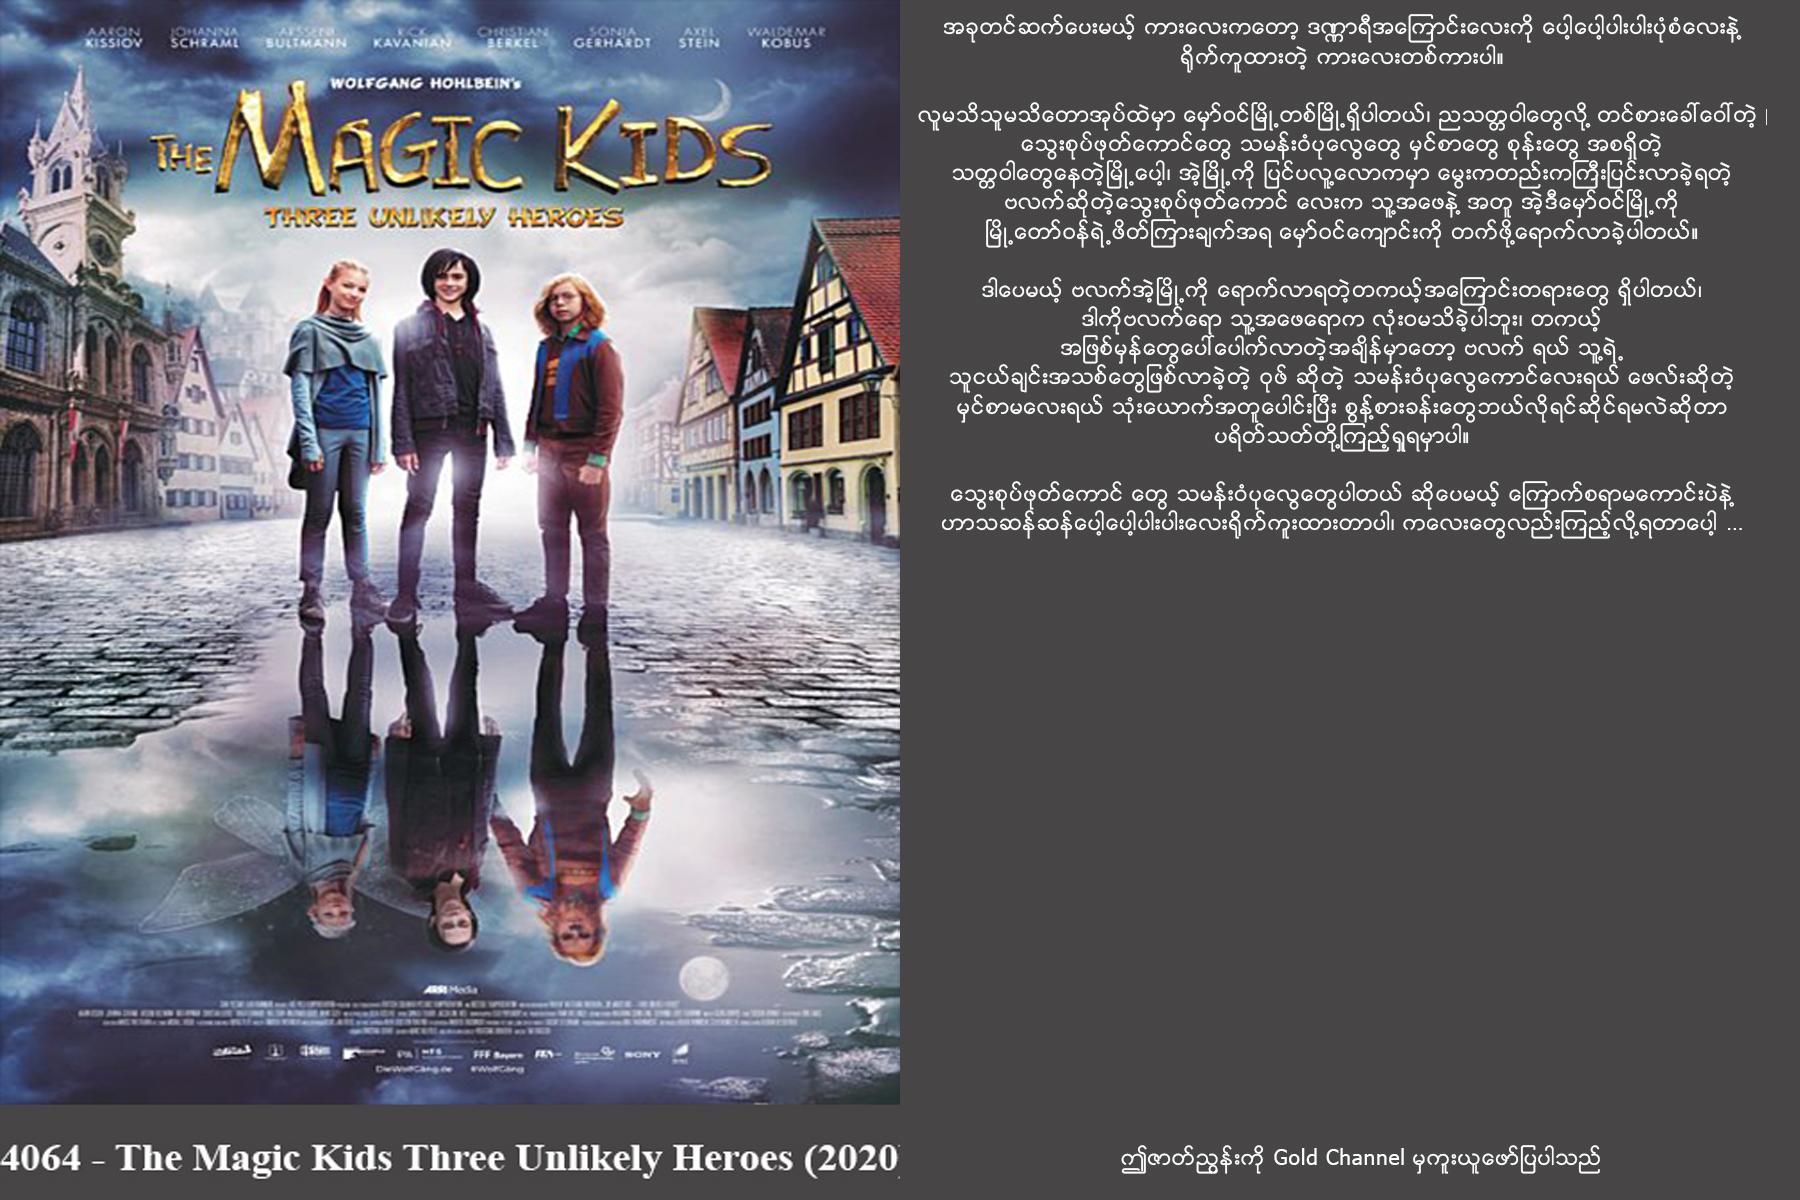 AARON KISSIOV JOHANNA SCHRAML ARSSENI BULTMANN RICK KAVANIAN CHRISTIAN BERKEL SONJA GERHARDT AXEL STEIN WALDEMAR KOBUS
WOLFGANG HOHLBEIN's
THE MAGIC KIDS
THREE UNLIKELY HEROES
ARRI Media
FFF Bayern
SONY
DieWolfGäng.de #WolfGäng
4064 - The Magic Kids Three Unlikely Heroes (2020)
အခုတင်ဆက်ပေးမယ့် ကားလေးကတော့ ဒဏ္ဏာရီအကြောင်းလေးကို ပေါ့ပေါ့ပါးပါးပုံစံလေးနဲ့
ရိုက်ကူထားတဲ့ ကားလေးတစ်ကားပါ။
လူမသိသူမသိတောအုပ်ထဲမှာ မှော်ဝင်မြို့တစ်မြို့ရှိပါတယ်၊ ညသတ္တဝါတွေလို့ တင်စားခေါ်ဝေါ်တဲ့
သွေးစုပ်ဖုတ်ကောင်တွေ သမန်းဝံပုလွေတွေ မှင်စာတွေ စုန်းတွေ အစရှိတဲ့
သတ္တဝါတွေနေတဲ့မြို့ပေါ့၊ အဲ့မြို့ကို ပြင်ပလူ့လောကမှာ မွေးကတည်းကကြီးပြင်းလာခဲ့ရတဲ့
ဗလက်ဆိုတဲ့သွေးစုပ်ဖုတ်ကောင် လေးက သူ့အဖေနဲ့ အတူ အဲ့ဒီမှော်ဝင်မြို့ကို
မြို့တော်ဝန်ရဲ့ဖိတ်ကြားချက်အရ မှော်ဝင်ကျောင်းကို တက်ဖို့ရောက်လာခဲ့ပါတယ်။
ဒါပေမယ့် ဗလက်အဲ့မြို့ကို ရောက်လာရတဲ့တကယ့်အကြောင်းတရားတွေ ရှိပါတယ်၊
ဒါကိုဗလက်ရော သူ့အဖေရောက လုံးဝမသိခဲ့ပါဘူး၊ တကယ့်
အဖြစ်မှန်တွေပေါ်ပေါက်လာတဲ့အချိန်မှာတော့ ဗလက် ရယ် သူ့ရဲ့
သူငယ်ချင်းအသစ်တွေဖြစ်လာခဲ့တဲ့ ဝုဖ် ဆိုတဲ့ သမန်းဝံပုလွေကောင်လေးရယ် ဖေလ်းဆိုတဲ့
မှင်စာမလေးရယ် သုံးယောက်အတူပေါင်းပြီး စွန့်စားခန်းတွေဘယ်လိုရင်ဆိုင်ရမလဲဆိုတာ
ပရိတ်သတ်တို့ကြည့်ရှုရမှာပါ။
သွေးစုပ်ဖုတ်ကောင် တွေ သမန်းဝံပုလွေတွေပါတယ် ဆိုပေမယ့် ကြောက်စရာမကောင်းပဲနဲ့
ဟာသဆန်ဆန်ပေါ့ပေါ့ပါးပါးလေးရိုက်ကူးထားတာပါ၊ ကလေးတွေလည်းကြည့်လို့ရတာပေါ့ ...
ဤဇာတ်ညွှန်းကို Gold Channel မှကူးယူဖော်ပြပါသည်